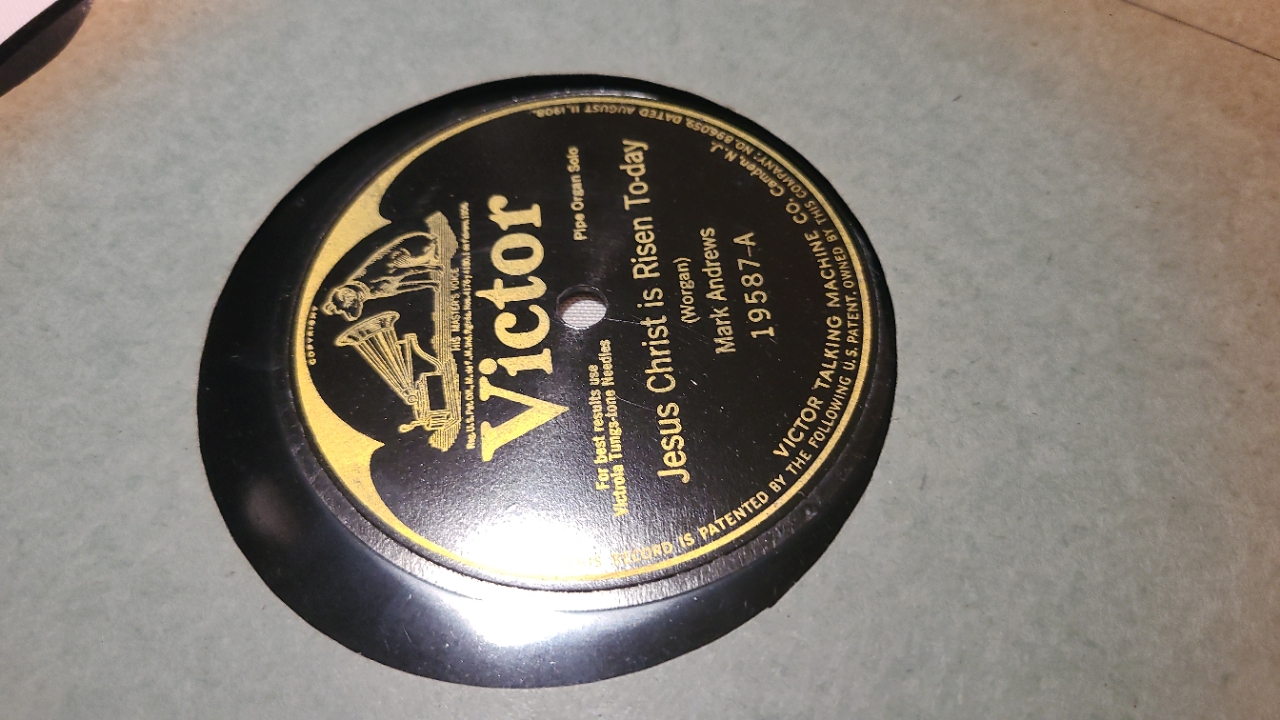 COPYRIGHT
HIS MASTER'S VOICE
Victor
Pipe Organ Solo
For best results use
Victrola Tungs-tone Needles
Jesus Christ is Risen To-day
(Worgan)
Mark Andrews
19587-A
VICTOR TALKING MACHINE CO. Camden, N.J.
RECORD IS PATENTED BY THE FOLLOWING U.S. PATENT, OWNED BY THIS COMPANY: NO. 896059, DATED AUGUST 11, 1908.